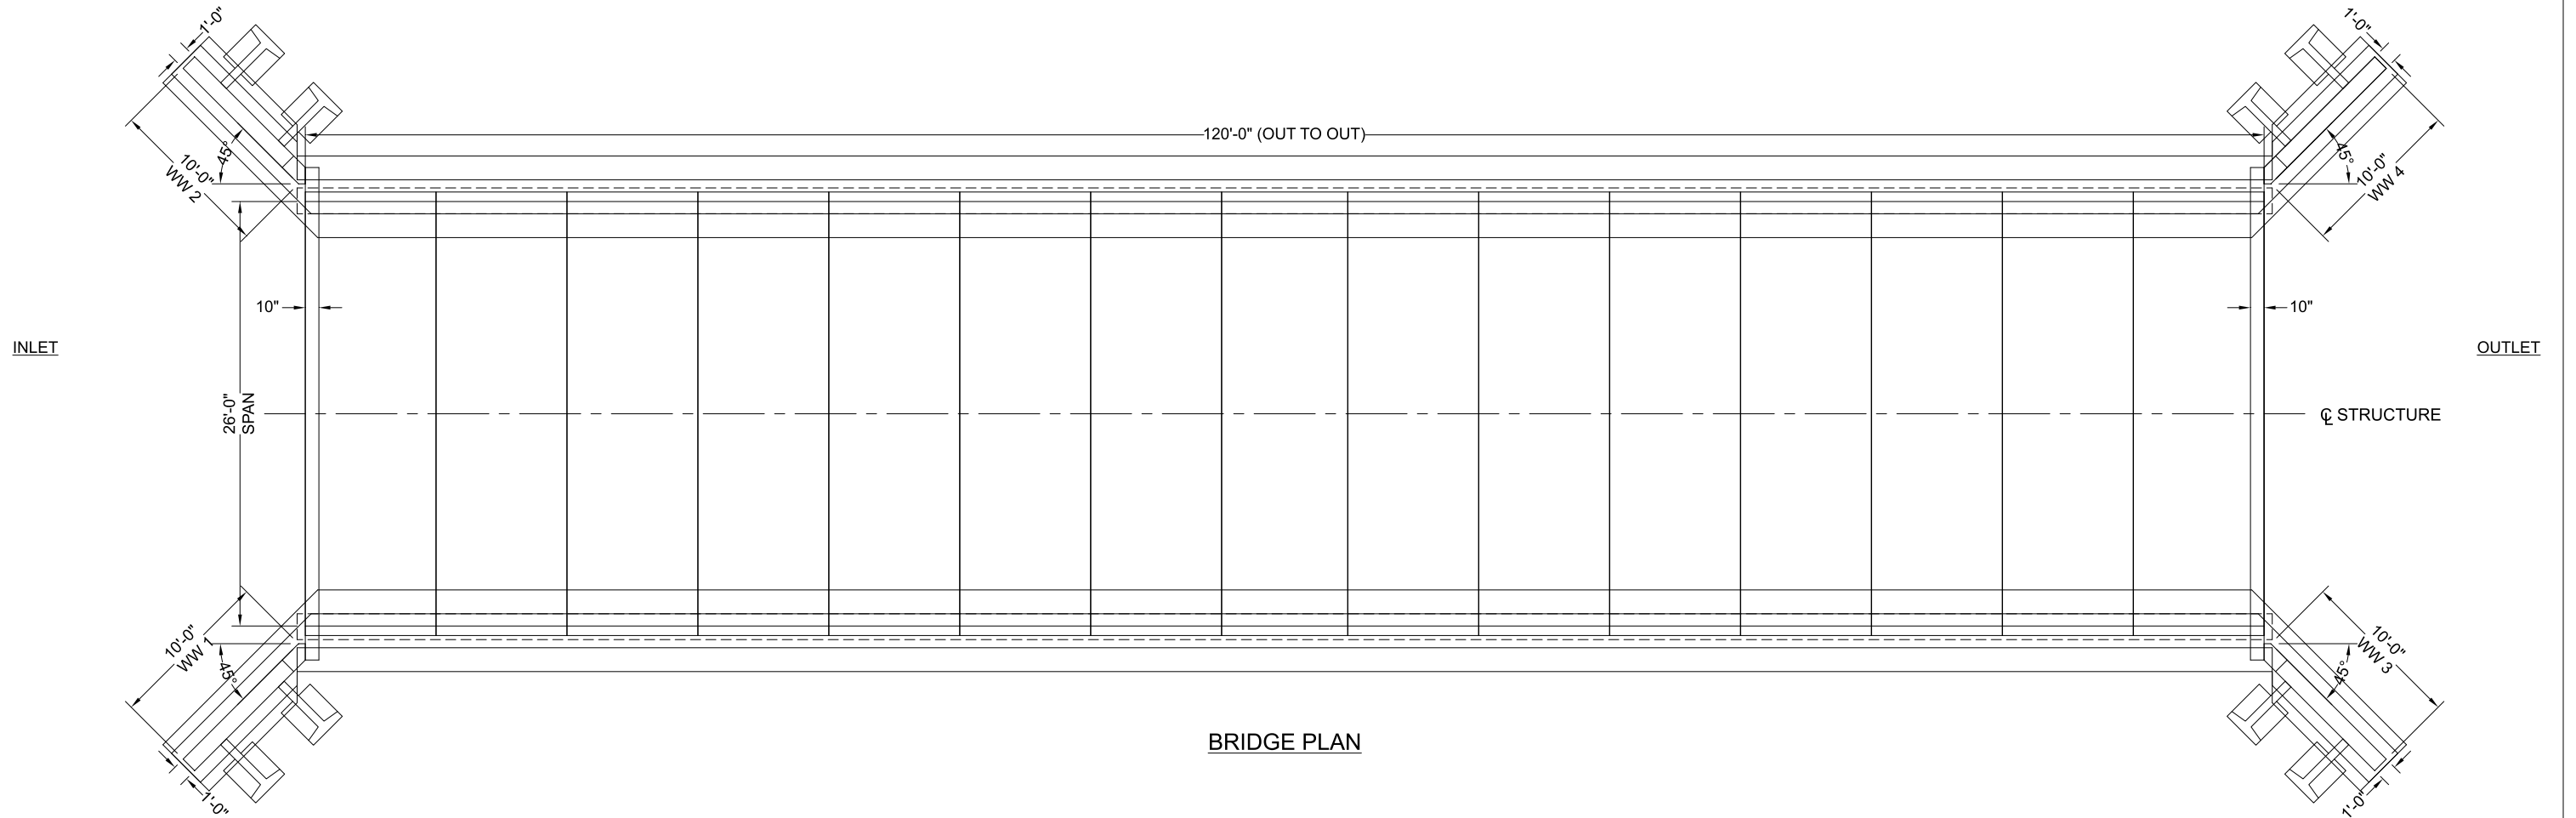 1'-0"
1'-0"
120'-0" (OUT TO OUT)
45°
10'-0"
WW 2
45°
10'-0"
WW 4
10"
10"
INLET
OUTLET
26'-0"
SPAN
℄ STRUCTURE
10'-0"
WW 1
45°
10'-0"
WW 3
45°
BRIDGE PLAN
1'-0"
1'-0"